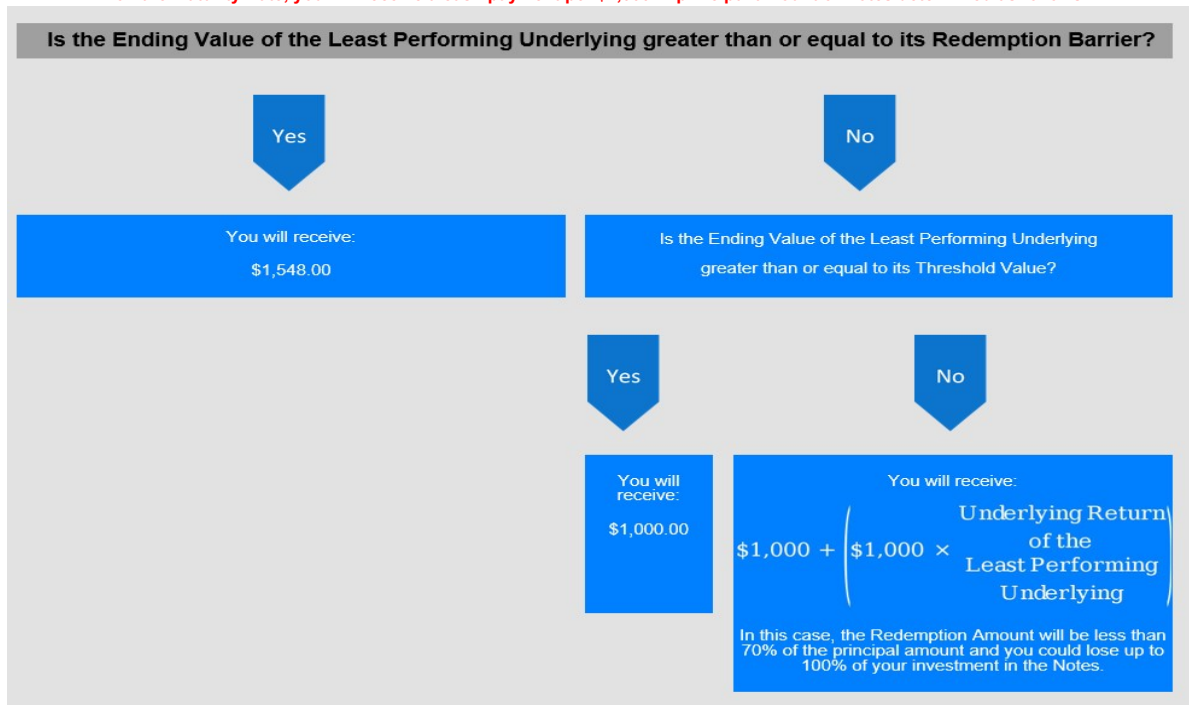 Is the Ending Value of the Least Performing Underlying greater than or equal to its Redemption Barrier?
Yes
No
You will receive:
$1,548.00
Is the Ending Value of the Least Performing Underlying
greater than or equal to its Threshold Value?
Yes
No
You will
receive:
$1,000.00
You will receive:
$1,000 + ($1,000 × Underlying Return
of the
Least Performing
Underlying)
In this case, the Redemption Amount will be less than
70% of the principal amount and you could lose up to
100% of your investment in the Notes.